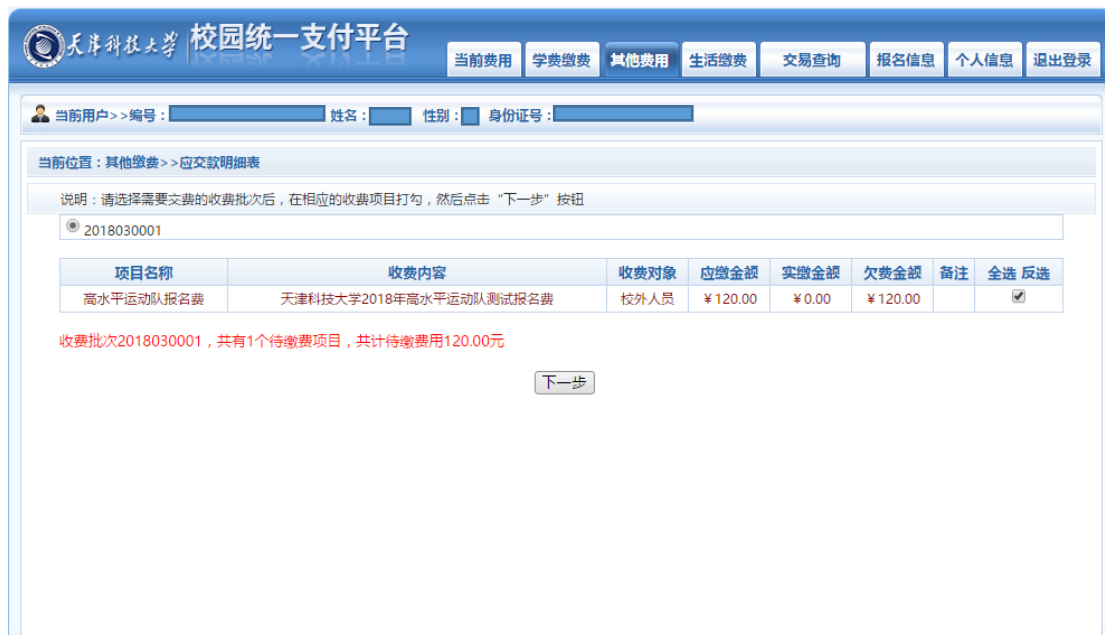 天津科技大学 校园统一支付平台
当前费用 学费缴费 其他费用 生活缴费 交易查询 报名信息 个人信息 退出登录
当前用户>>编号： 姓名： 性别： 身份证号：
当前位置：其他缴费>>应交款明细表
说明：请选择需要交费的收费批次后，在相应的收费项目打勾，然后点击“下一步”按钮
2018030001
项目名称 收费内容 收费对象 应缴金额 实缴金额 欠费金额 备注 全选 反选
高水平运动队报名费 天津科技大学2018年高水平运动队测试报名费 校外人员 ¥120.00 ¥0.00 ¥120.00
收费批次2018030001，共有1个待缴费项目，共计待缴费用120.00元
下一步